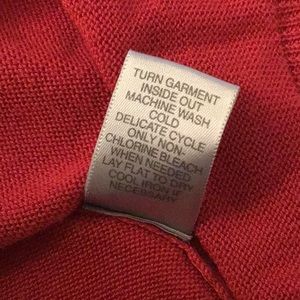 TURN GARMENT
INSIDE OUT
MACHINE WASH
COLD
DELICATE CYCLE
ONLY NON-
CHLORINE BLEACH
WHEN NEEDED
LAY FLAT TO DRY
COOL IRON IF
NECESSARY